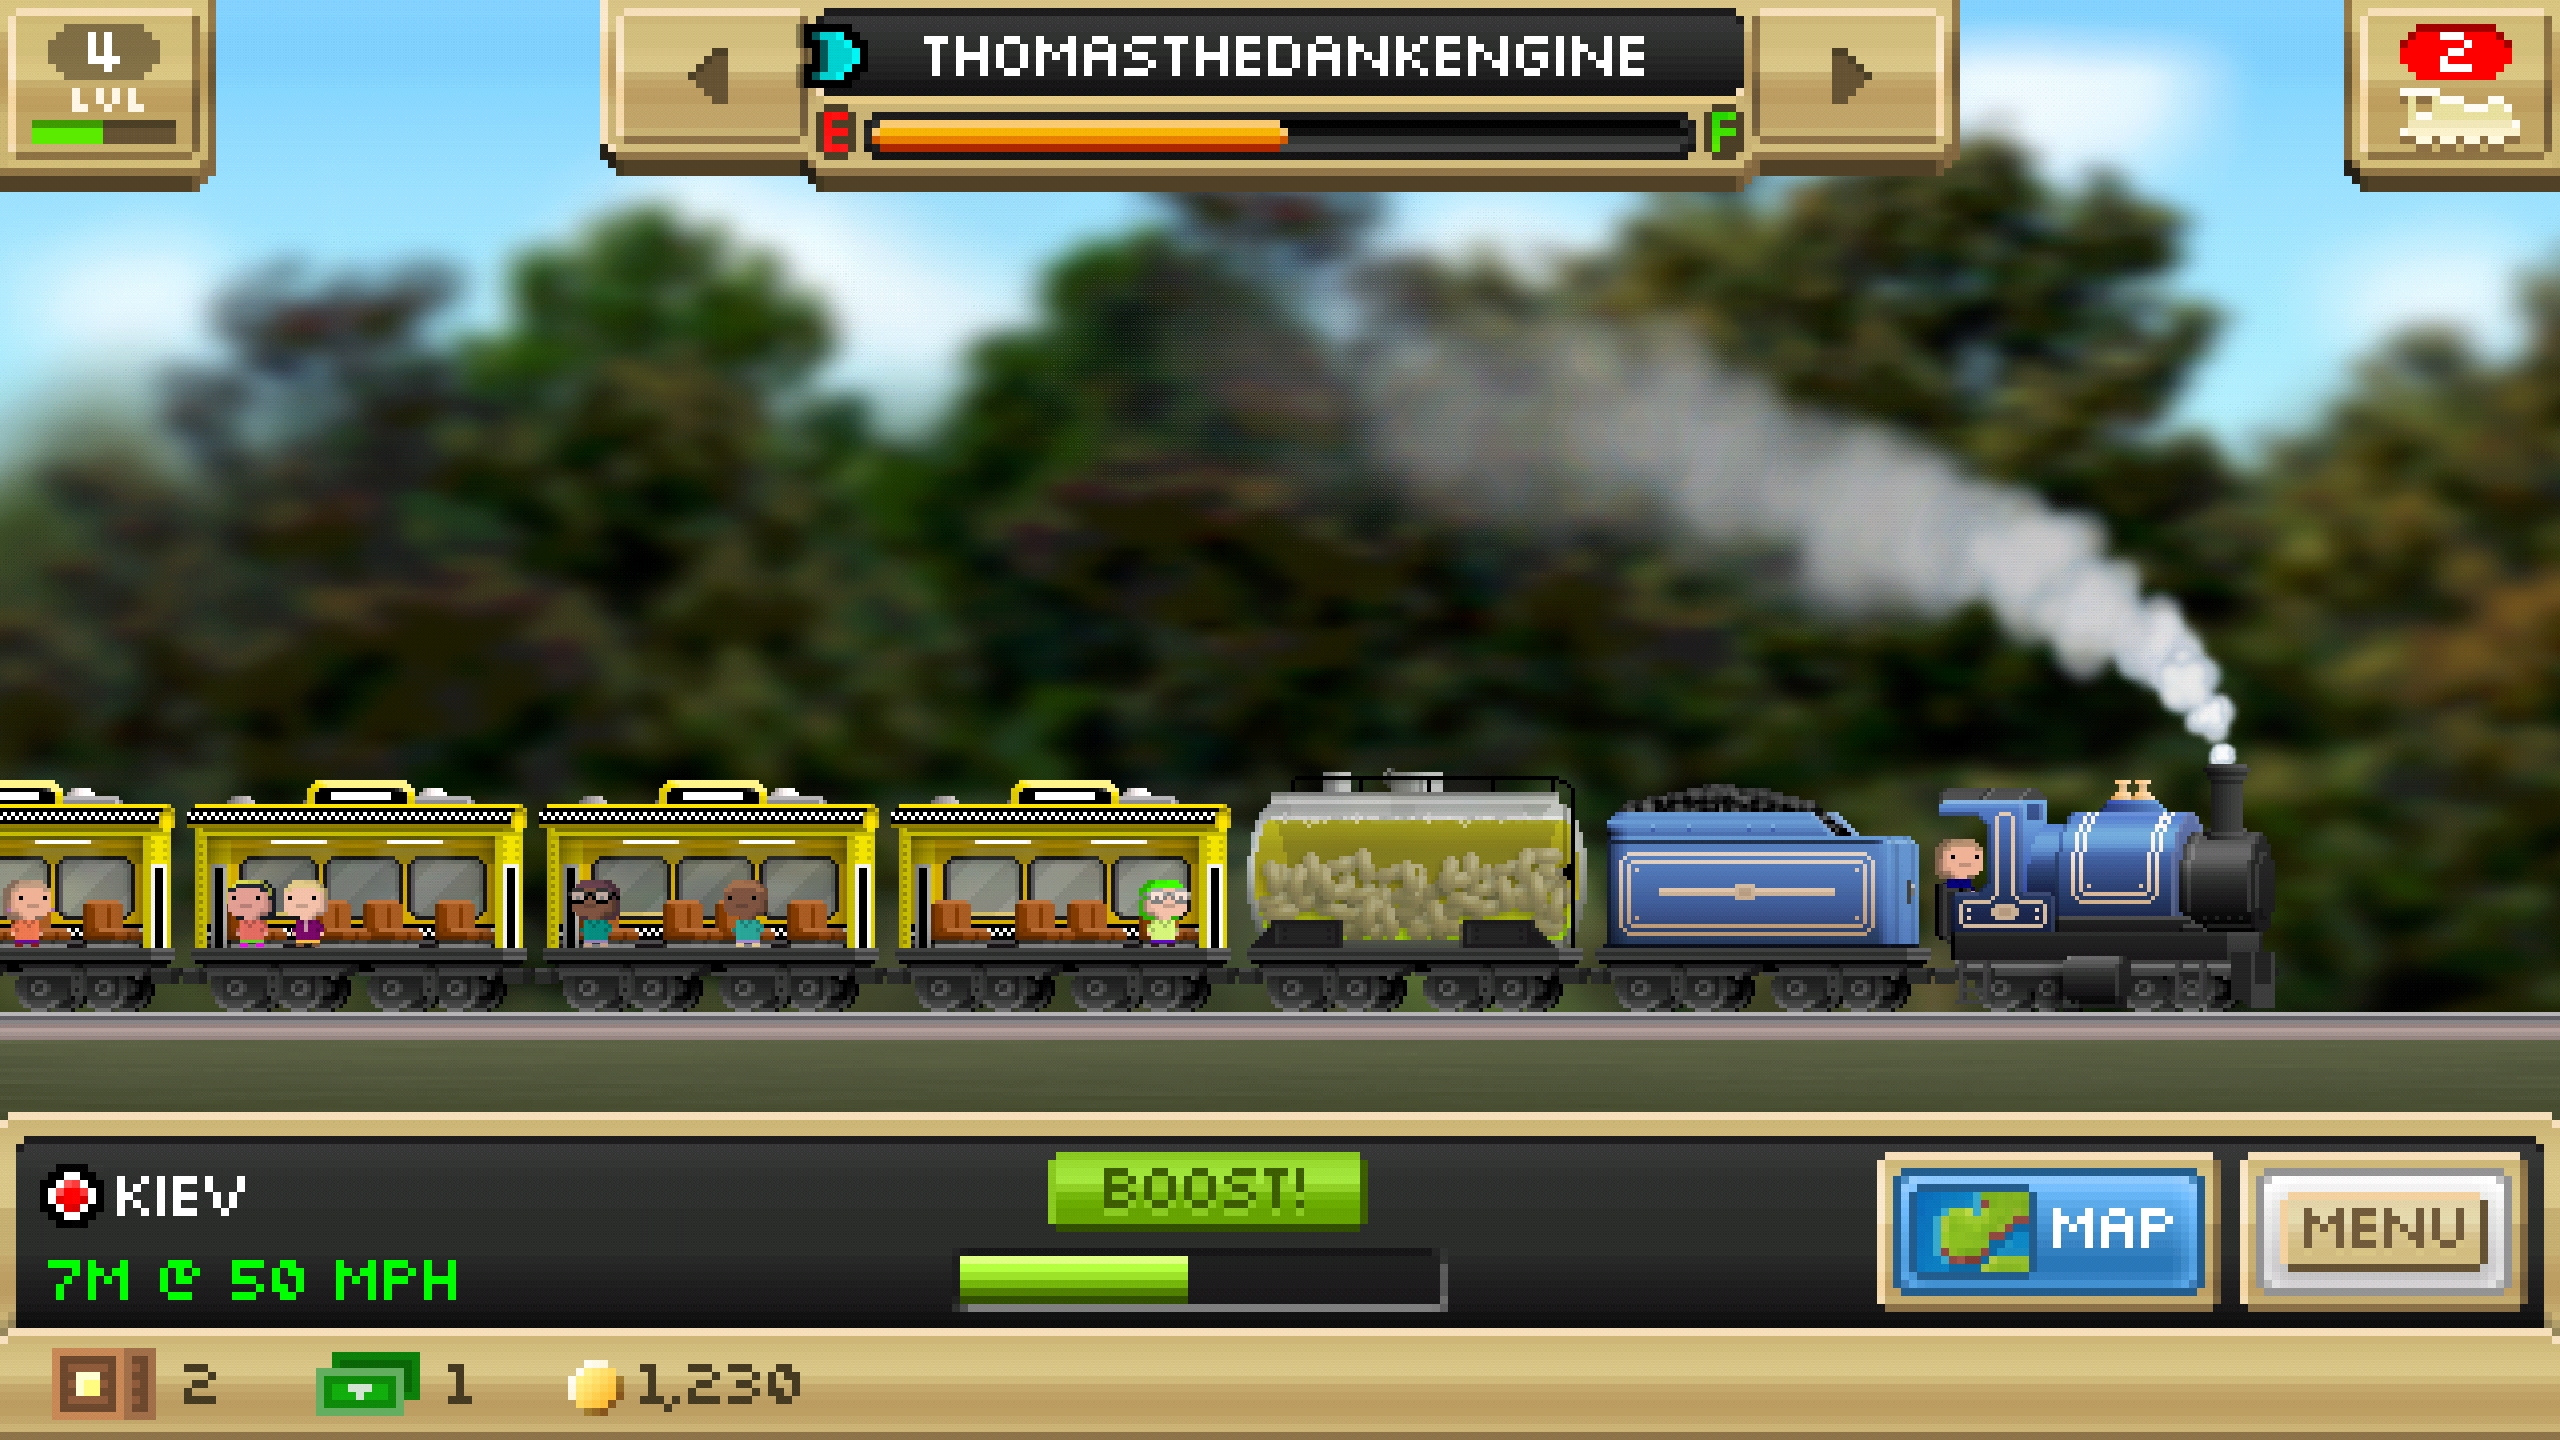 4
LVL
THOMASTHEDANKENGINE
E F
2
KIEV
BOOST!
7M @ 50 MPH
MAP
MENU
2 1 1,230